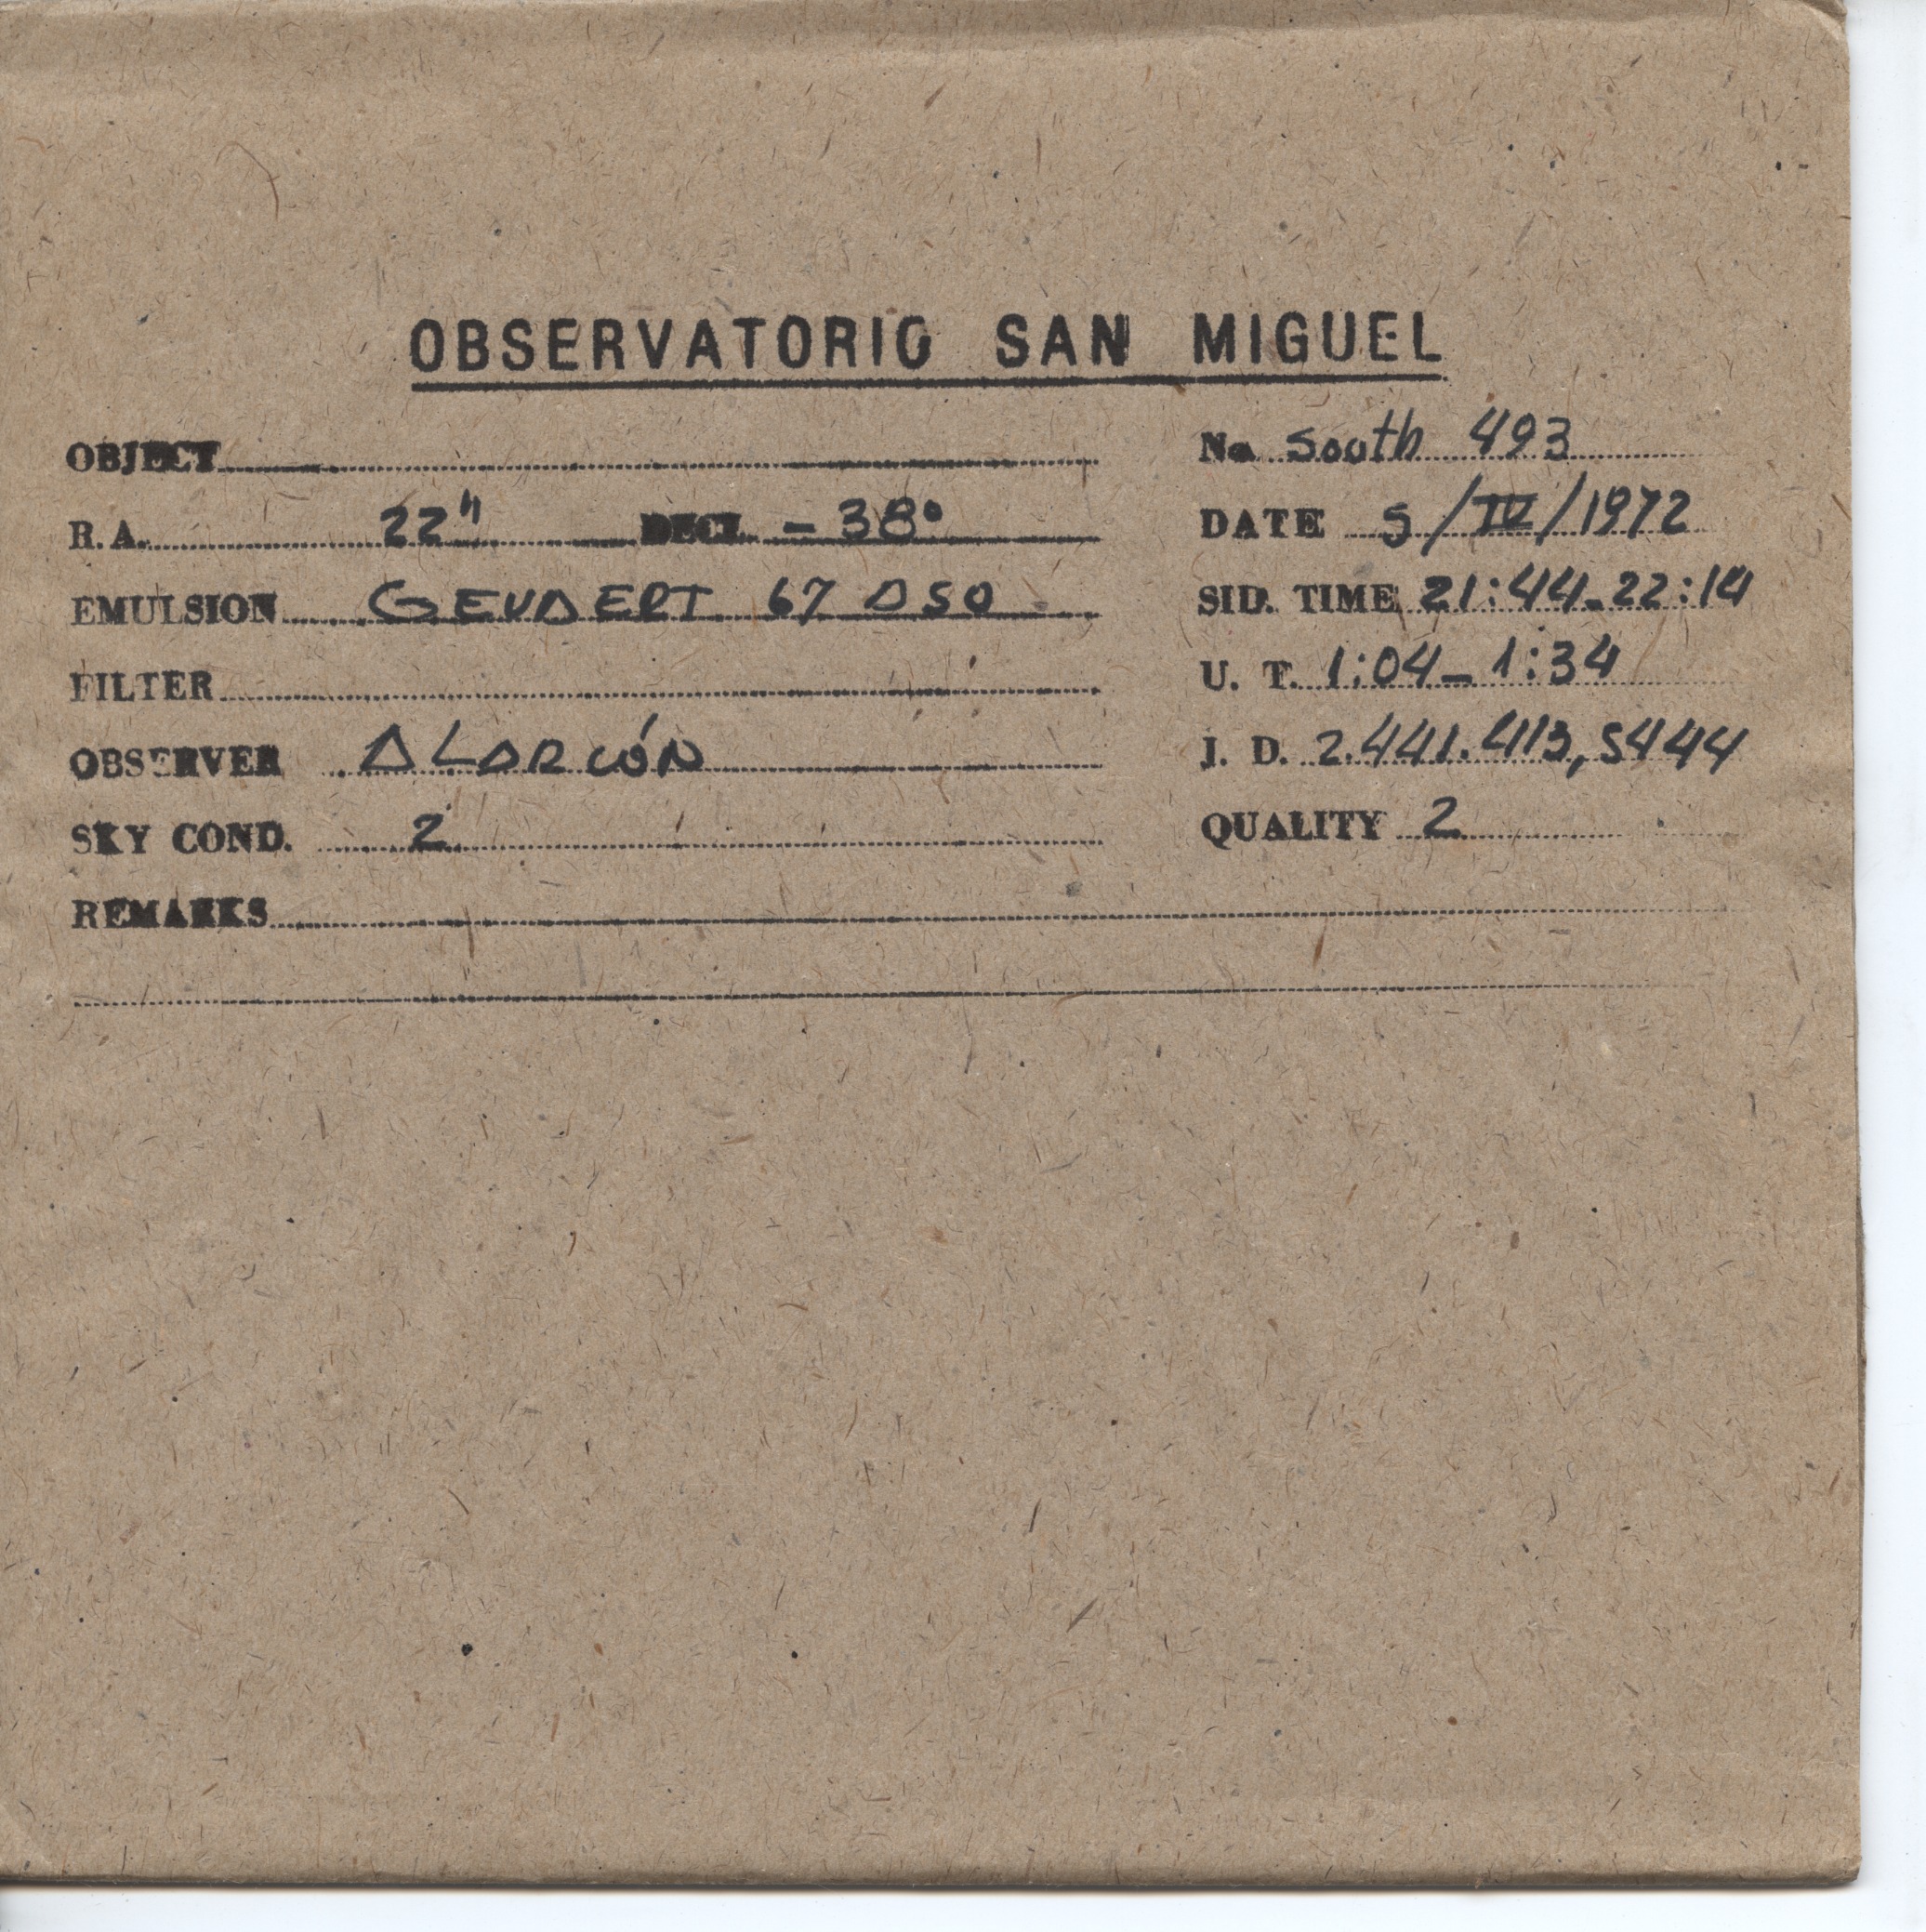 OBSERVATORIO SAN MIGUEL
OBJECT
No South 493
R.A. 22h DECL. -38°
DATE 5/IV/1972
EMULSION GEVAERT 67 A50
SID. TIME 21:44-22:14
FILTER
U. T. 1:04-1:34
OBSERVER ALARCÓN
J. D. 2.441.413,5444
SKY COND. 2
QUALITY 2
REMARKS